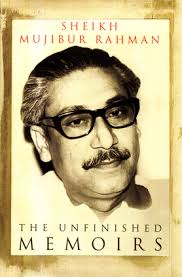 SHEIKH
MUJIBUR RAHMAN
THE UNFINISHED
MEMOIRS